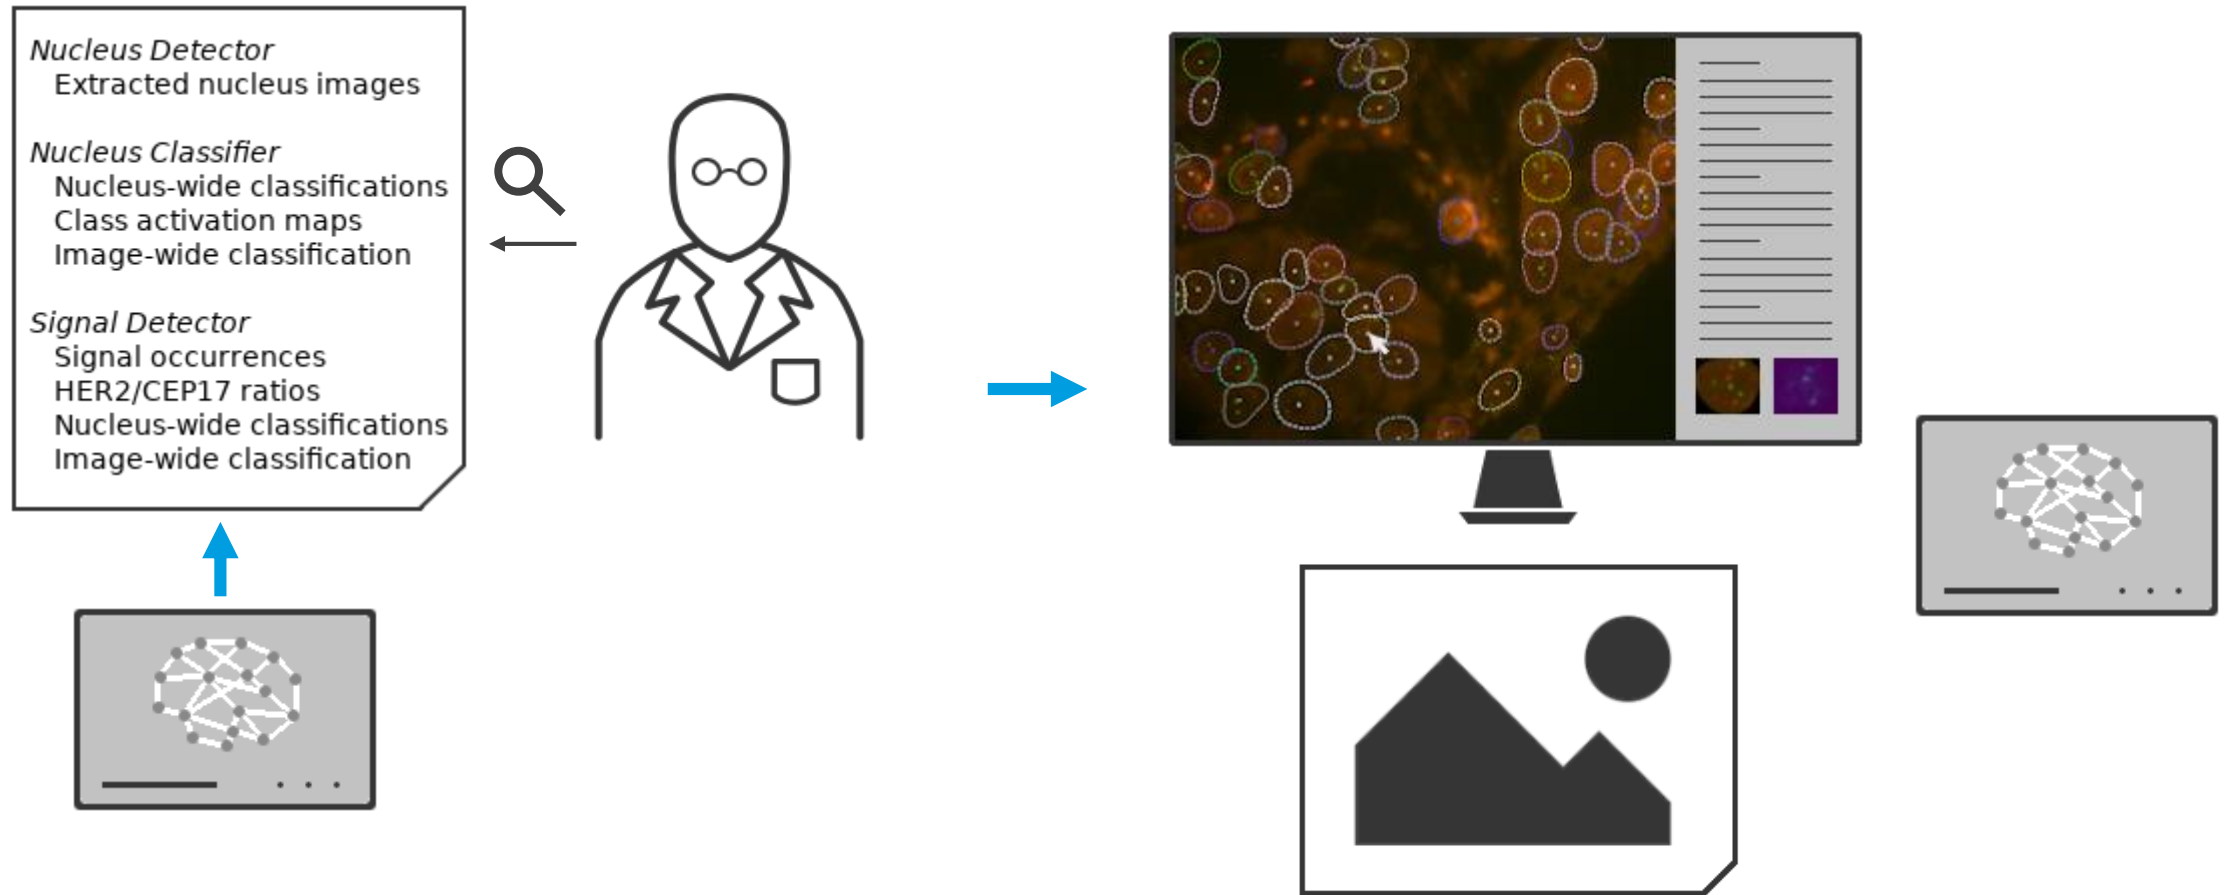 Nucleus Detector
Extracted nucleus images
Nucleus Classifier
Nucleus-wide classifications
Class activation maps
Image-wide classification
Signal Detector
Signal occurrences
HER2/CEP17 ratios
Nucleus-wide classifications
Image-wide classification